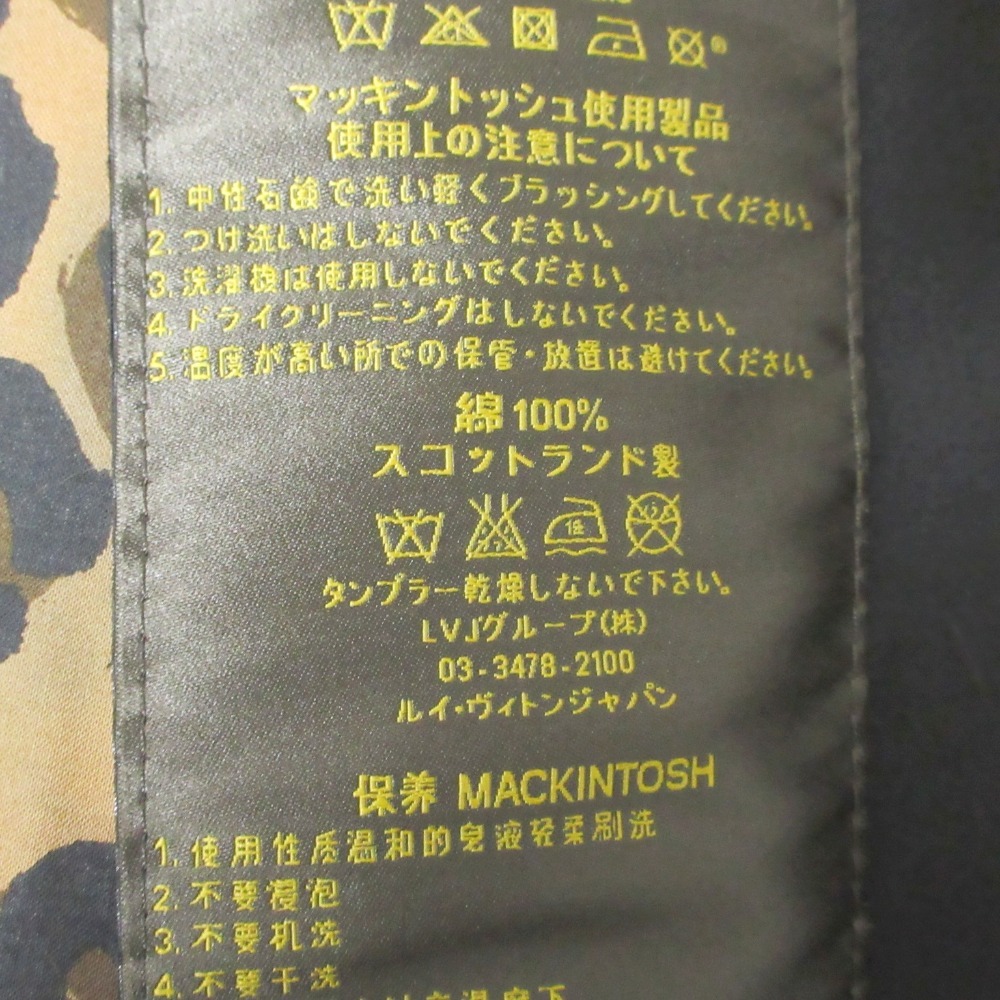 マッキントッシュ使用製品
使用上の注意について
1. 中性石鹸で洗い軽くブラッシングしてください。
2. つけ洗いはしないでください。
3. 洗濯機は使用しないでください。
4. ドライクリーニングはしないでください。
5. 温度が高い所での保管・放置は避けてください。
綿100%
スコットランド製
低
タンブラー乾燥しないで下さい。
LVJグループ(株)
03-3478-2100
ルイ・ヴィトンジャパン
保养 MACKINTOSH
1. 使用性质温和的皂液轻柔刷洗
2. 不要浸泡
3. 不要机洗
4. 不要干洗